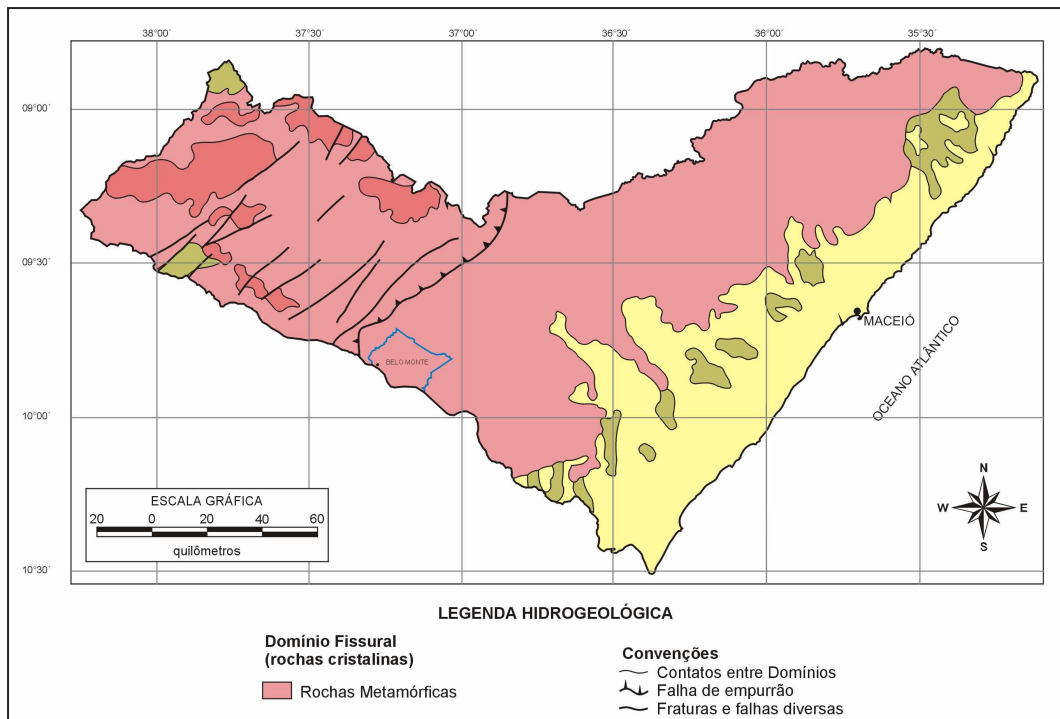 38°00´ 37°30´ 37°00´ 36°30´ 36°00´ 35°30´
09°00´
09°30´
10°00´
10°30´
BELO MONTE
MACEIÓ
OCEANO ATLÂNTICO
N
W E
S
ESCALA GRÁFICA
20 0 20 40 60
quilômetros
LEGENDA HIDROGEOLÓGICA
Domínio Fissural
(rochas cristalinas)
Rochas Metamórficas
Convenções
Contatos entre Domínios
Falha de empurrão
Fraturas e falhas diversas